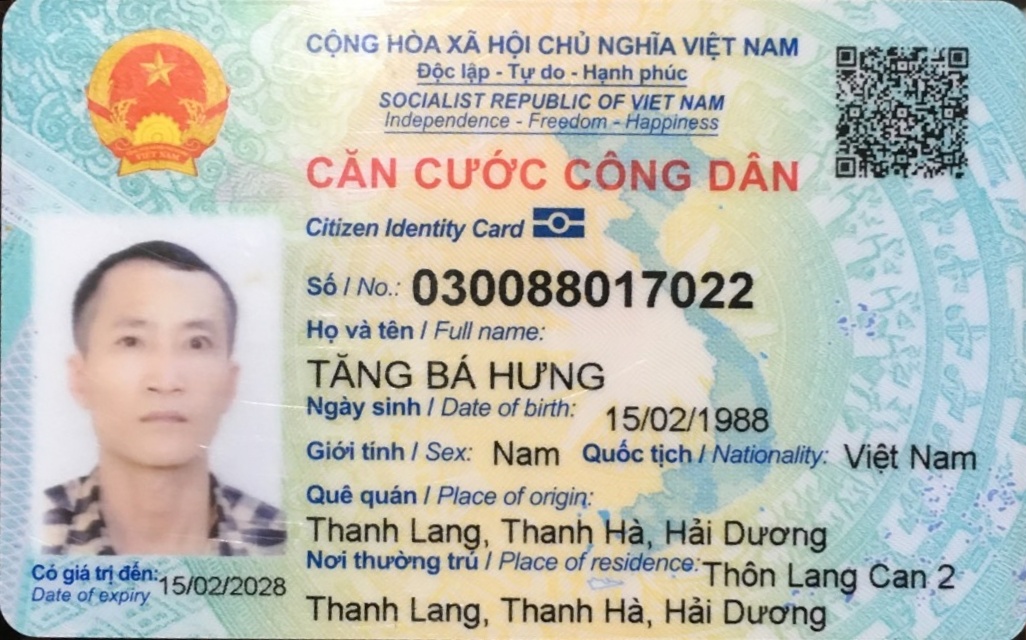 CỘNG HÒA XÃ HỘI CHỦ NGHĨA VIỆT NAM
Độc lập - Tự do - Hạnh phúc
SOCIALIST REPUBLIC OF VIET NAM
Independence - Freedom - Happiness
CĂN CƯỚC CÔNG DÂN
Citizen Identity Card
Số / No.: 030088017022
Họ và tên / Full name:
TĂNG BÁ HƯNG
Ngày sinh / Date of birth: 15/02/1988
Giới tính / Sex: Nam Quốc tịch / Nationality: Việt Nam
Quê quán / Place of origin:
Thanh Lang, Thanh Hà, Hải Dương
Nơi thường trú / Place of residence: Thôn Lang Can 2
Thanh Lang, Thanh Hà, Hải Dương
Có giá trị đến: 15/02/2028
Date of expiry
VIỆT NAM